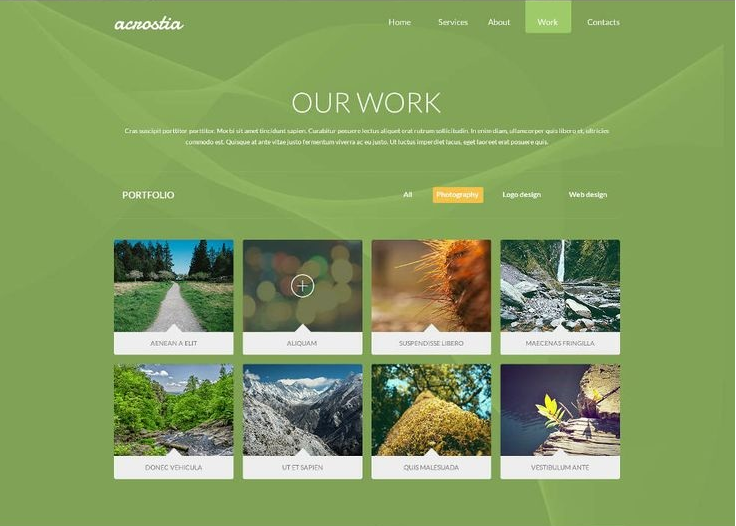 acrostia
Home Services About Work Contacts
OUR WORK
Cras suscipit porttitor porttitor. Morbi sit amet tincidunt sapien. Curabitur posuere lectus aliquet erat rutrum sollicitudin. In enim diam, ullamcorper quis libero et, ultricies
commodo est. Quisque at ante vitae justo fermentum viverra ac eu justo. Ut luctus imperdiet lacus, eget laoreet erat posuere quis.
PORTFOLIO All Photography Logo design Web design
AENEAN A ELIT ALIQUAM SUSPENDISSE LIBERO MAECENAS FRINGILLA
DONEC VEHICULA UT ET SAPIEN QUIS MALESUADA VESTIBULUM ANTE